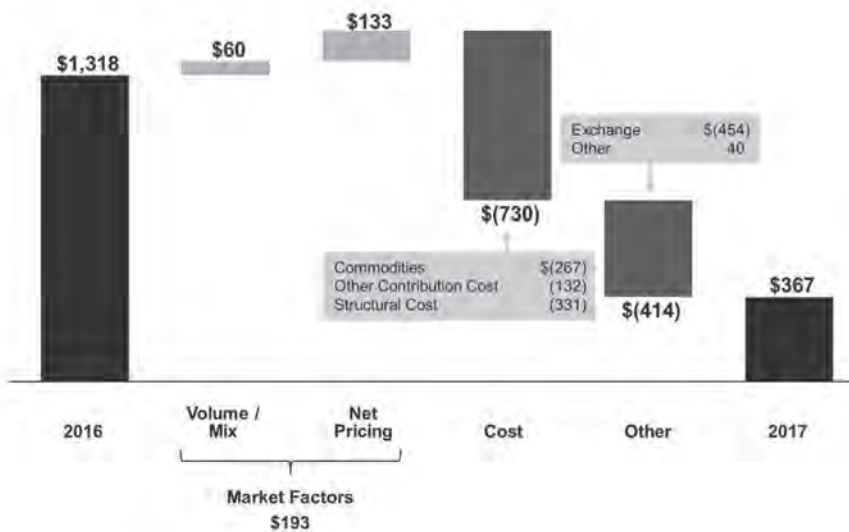 $1,318
$60
$133
$(730)
Commodities $(267)
Other Contribution Cost (132)
Structural Cost (331)
Exchange $(454)
Other 40
$(414)
$367
2016
Volume /
Mix
Net
Pricing
Cost
Other
2017
Market Factors
$193